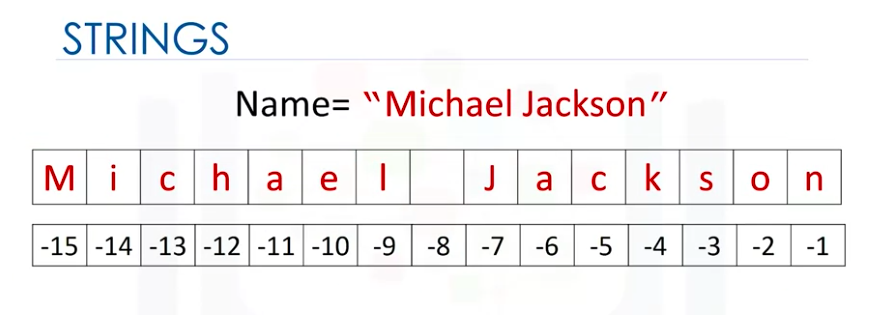 STRINGS
Name= “Michael Jackson”
M i c h a e l J a c k s o n
-15 -14 -13 -12 -11 -10 -9 -8 -7 -6 -5 -4 -3 -2 -1